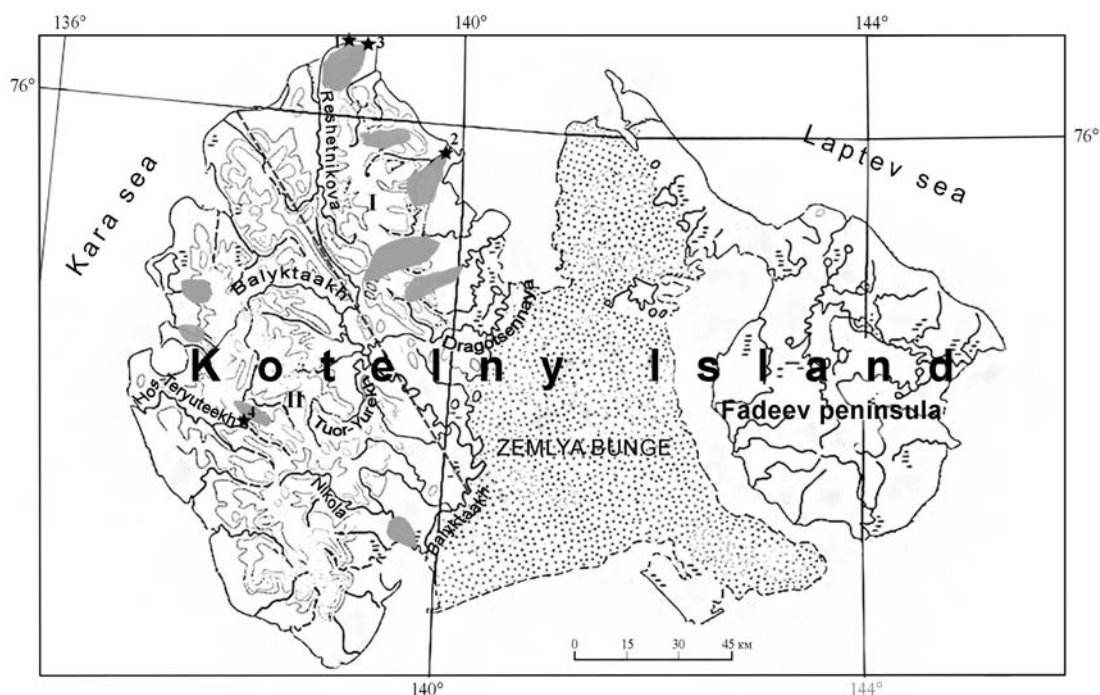 136°
140°
144°
1
3
76°
76°
2
Reshetnikova
Laptev sea
Kara sea
I
Balyktaakh
Dragotsennaya
Kotelny Island
Hos-Teryuteekh
4
II
Tuor-Yurekh
Fadeev peninsula
ZEMLYA BUNGE
Nikola
Balyktaakh
0 15 30 45 км
140°
144°